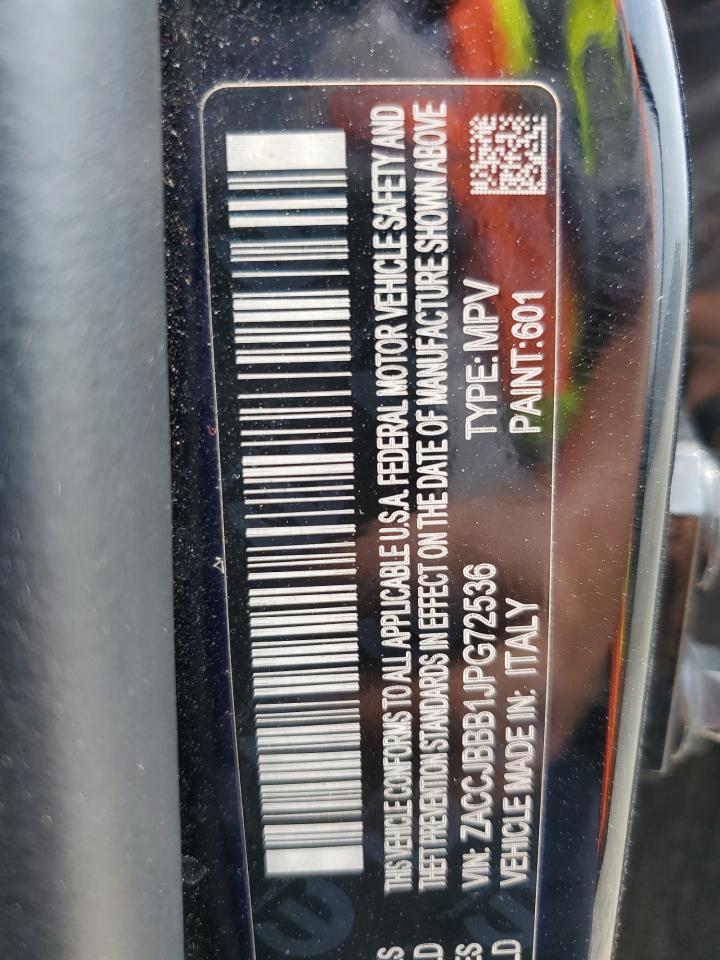 THIS VEHICLE CONFORMS TO ALL APPLICABLE U.S.A. FEDERAL MOTOR VEHICLE SAFETY AND
THEFT PREVENTION STANDARDS IN EFFECT ON THE DATE OF MANUFACTURE SHOWN ABOVE
VIN: ZACCJBBB1JPG72536 TYPE: MPV
VEHICLE MADE IN: ITALY PAINT: 601